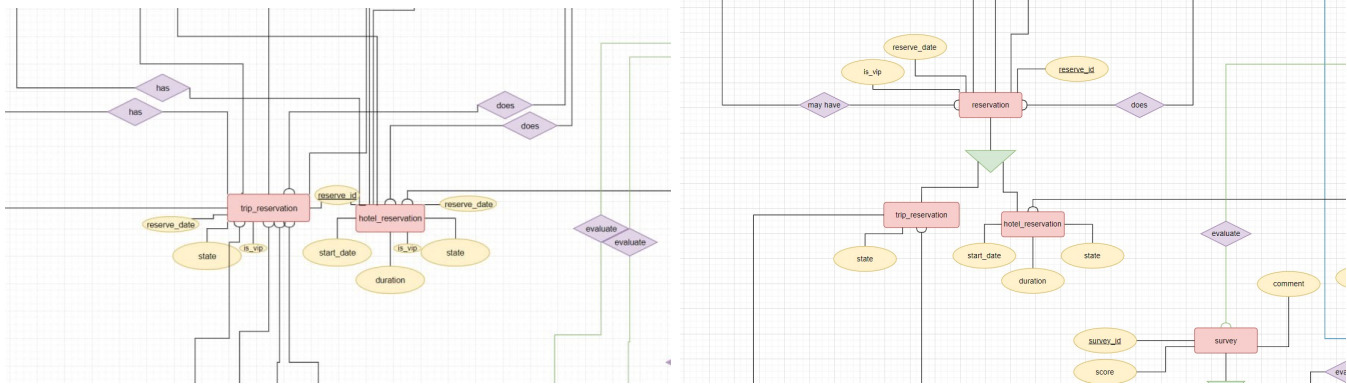 has
has
does
does
reserve_id
trip_reservation
reserve_date
hotel_reservation
reserve_date
state
is_vip
start_date
is_vip
state
duration
evaluate
evaluate
reserve_date
is_vip
reserve_id
may have
reservation
does
trip_reservation
hotel_reservation
state
start_date
state
duration
evaluate
comment
survey_id
survey
score
eva